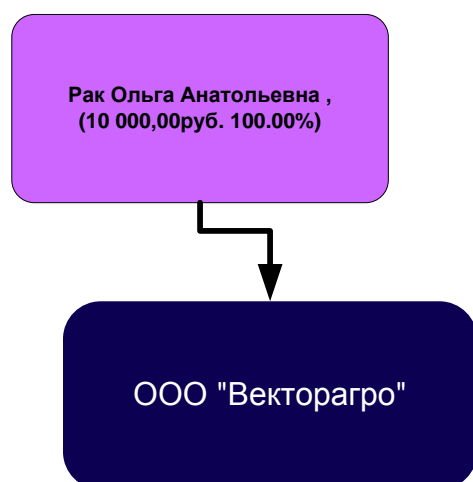 Рак Ольга Анатольевна ,
(10 000,00руб. 100.00%)
ООО "Векторагро"